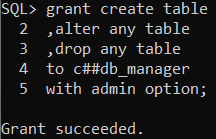 SQL> grant create table
  2  ,alter any table
  3  ,drop any table
  4  to c##db_manager
  5  with admin option;

Grant succeeded.